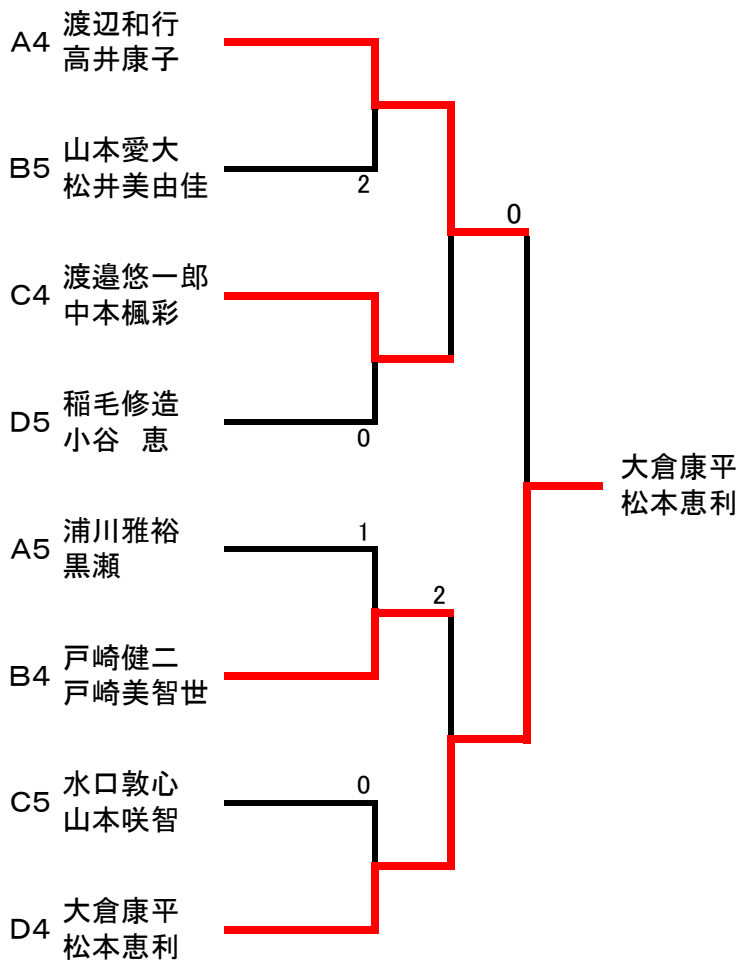 A4 渡辺和行
高井康子
B5 山本愛大
松井美由佳
2
0
C4 渡邉悠一郎
中本楓彩
D5 稲毛修造
小谷 恵
0
大倉康平
松本恵利
A5 浦川雅裕
黒瀬
1
2
B4 戸崎健二
戸崎美智世
C5 水口敦心
山本咲智
0
D4 大倉康平
松本恵利